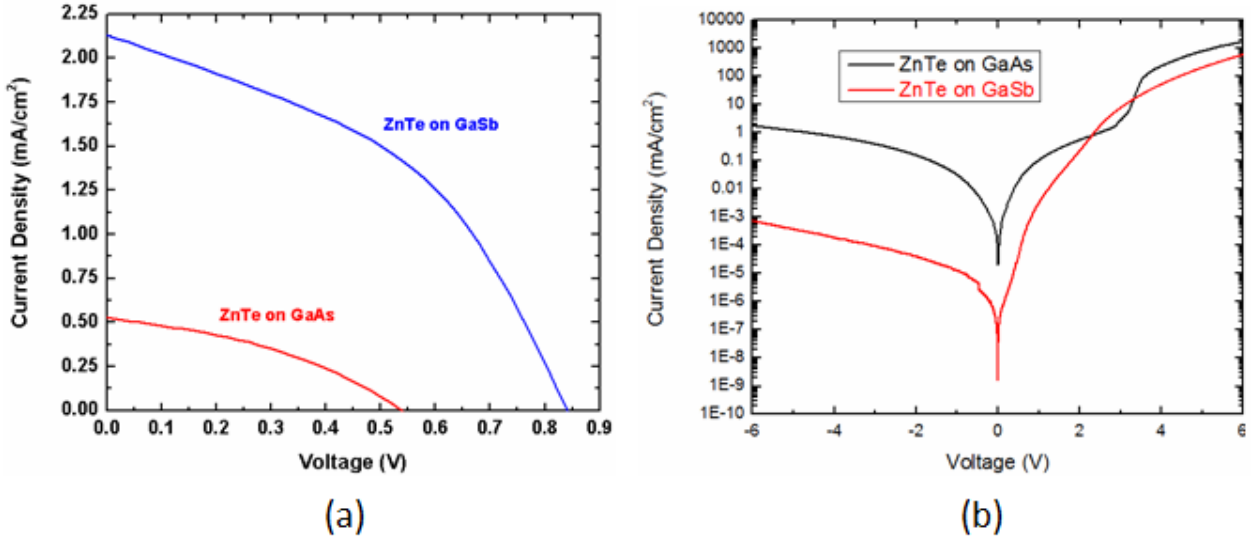 2.25
2.00
1.75
1.50
1.25
1.00
0.75
0.50
0.25
0.00
Current Density (mA/cm²)
ZnTe on GaSb
ZnTe on GaAs
0.0 0.1 0.2 0.3 0.4 0.5 0.6 0.7 0.8 0.9
Voltage (V)
(a)
10000
1000
100
10
1
0.1
0.01
1E-3
1E-4
1E-5
1E-6
1E-7
1E-8
1E-9
1E-10
Current Density (mA/cm²)
ZnTe on GaAs
ZnTe on GaSb
-6 -4 -2 0 2 4 6
Voltage (V)
(b)